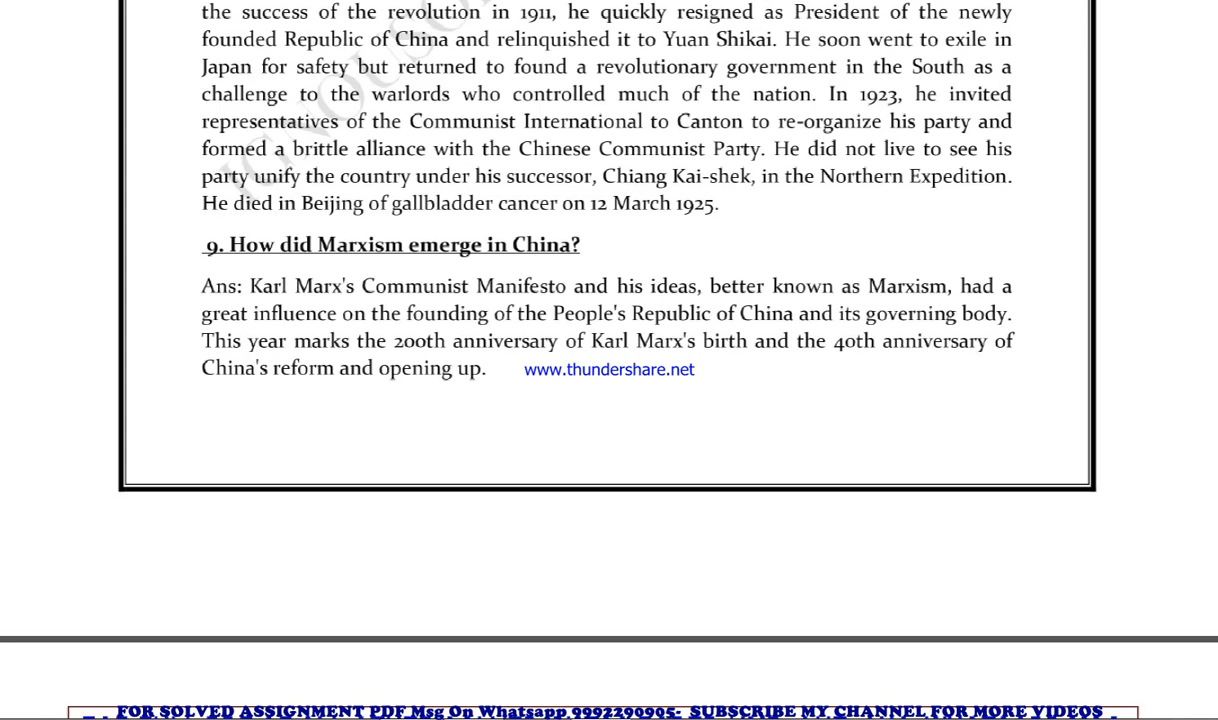 the success of the revolution in 1911, he quickly resigned as President of the newly
founded Republic of China and relinquished it to Yuan Shikai. He soon went to exile in
Japan for safety but returned to found a revolutionary government in the South as a
challenge to the warlords who controlled much of the nation. In 1923, he invited
representatives of the Communist International to Canton to re-organize his party and
formed a brittle alliance with the Chinese Communist Party. He did not live to see his
party unify the country under his successor, Chiang Kai-shek, in the Northern Expedition.
He died in Beijing of gallbladder cancer on 12 March 1925.
9. How did Marxism emerge in China?
Ans: Karl Marx's Communist Manifesto and his ideas, better known as Marxism, had a
great influence on the founding of the People's Republic of China and its governing body.
This year marks the 200th anniversary of Karl Marx's birth and the 40th anniversary of
China's reform and opening up. www.thundershare.net
FOR SOLVED ASSIGNMENT PDF Msg On Whatsapp 9992290905- SUBSCRIBE MY CHANNEL FOR MORE VIDEOS